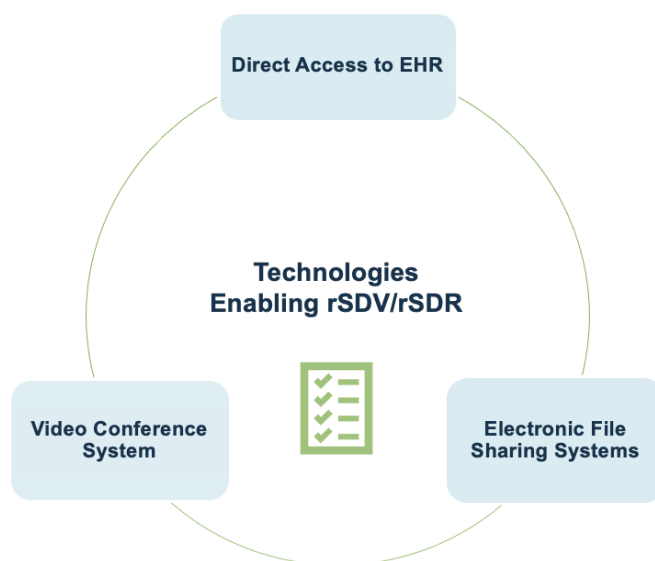 Direct Access to EHR
Technologies
Enabling rSDV/rSDR
Video Conference
System
Electronic File
Sharing Systems